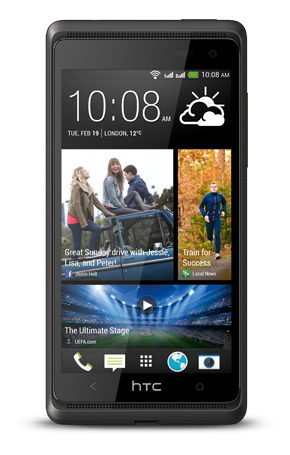 10:08 AM
10:08 AM
TUE, FEB 19 | LONDON, 12°C
Great Sunday drive with Jessie,
Lisa, and Peter!
Jason Holt
Train for
Success
Local News
The Ultimate Stage
UEFA.com
hTC